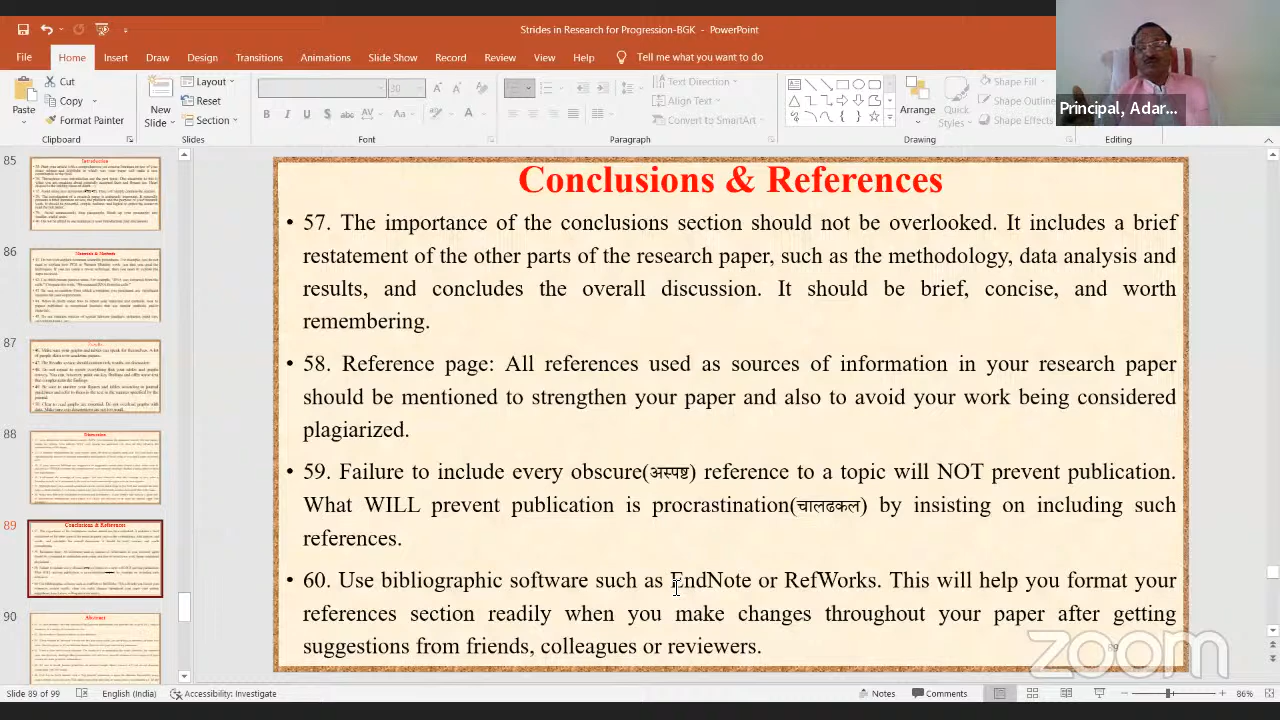 Strides in Research for Progression-BGK - PowerPoint
File Home Insert Draw Design Transitions Animations Slide Show Record Review View Help Tell me what you want to do
Paste
Cut
Copy
Format Painter
Clipboard
New Slide
Layout
Reset
Section
Slides
30
Font
Text Direction
Align Text
Convert to SmartArt
Paragraph
Arrange
Quick Styles
Shape Fill
Shape Outline
Shape Effects
Drawing
Editing
Principal, Adar...
85
86
87
88
89
Conclusions & References
90
Abstract
Conclusions & References
• 57. The importance of the conclusions section should not be overlooked. It includes a brief
restatement of the other parts of the research paper, such as the methodology, data analysis and
results, and concludes the overall discussion. It should be brief, concise, and worth
remembering.
• 58. Reference page. All references used as sources of information in your research paper
should be mentioned to strengthen your paper and also to avoid your work being considered
plagiarized.
• 59. Failure to include every obscure(अस्पष्ट) reference to a topic will NOT prevent publication.
What WILL prevent publication is procrastination(चालढकल) by insisting on including such
references.
• 60. Use bibliographic software such as EndNote or RefWorks. This will help you format your
references section readily when you make changes throughout your paper after getting
suggestions from friends, colleagues or reviewers.
89
zoom
Slide 89 of 99 English (India) Accessibility: Investigate Notes Comments 86%